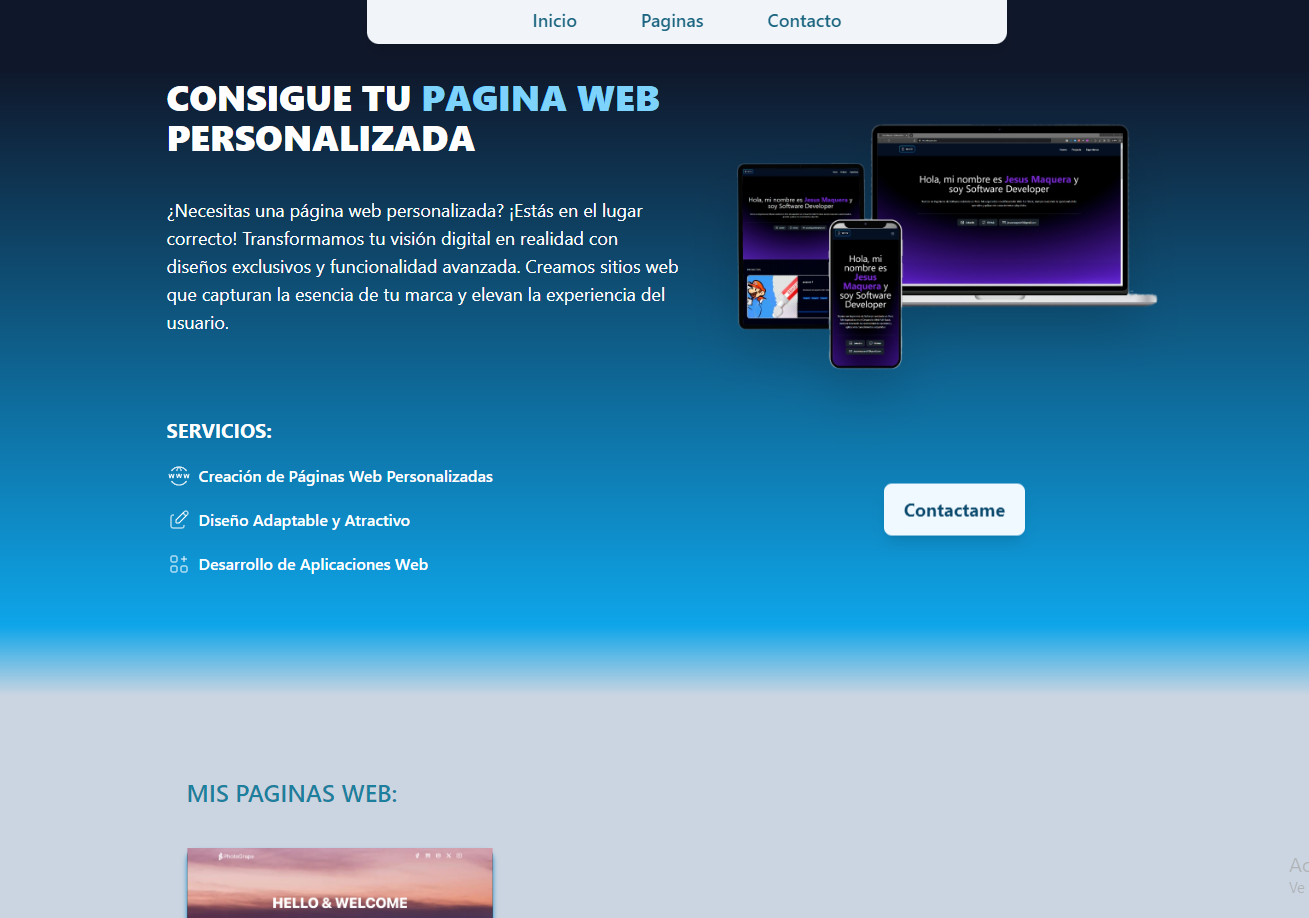 Inicio Paginas Contacto
CONSIGUE TU PAGINA WEB
PERSONALIZADA
¿Necesitas una página web personalizada? ¡Estás en el lugar
correcto! Transformamos tu visión digital en realidad con
diseños exclusivos y funcionalidad avanzada. Creamos sitios web
que capturan la esencia de tu marca y elevan la experiencia del
usuario.
Hola, mi nombre es Jesus Maquera y
soy Software Developer
Hola, mi nombre es Jesus Maquera y
soy Software Developer
Hola, mi
nombre es
Jesus
Maquera y
soy Software
Developer
SERVICIOS:
www
Creación de Páginas Web Personalizadas
Diseño Adaptable y Atractivo
Desarrollo de Aplicaciones Web
Contactame
MIS PAGINAS WEB:
HELLO & WELCOME
Ac
Ve